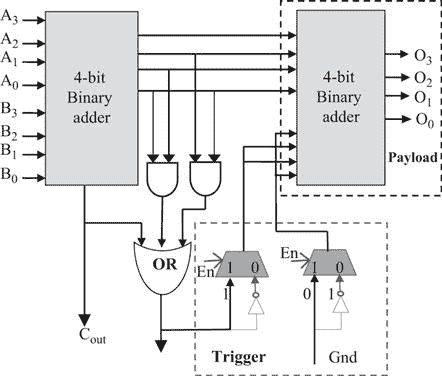 A3
A2
A1
A0
B3
B2
B1
B0
4-bit
Binary
adder
4-bit
Binary
adder
O3
O2
O1
O0
Payload
OR
En
1 0
1
En
1 0
0 1
Cout
Trigger
Gnd